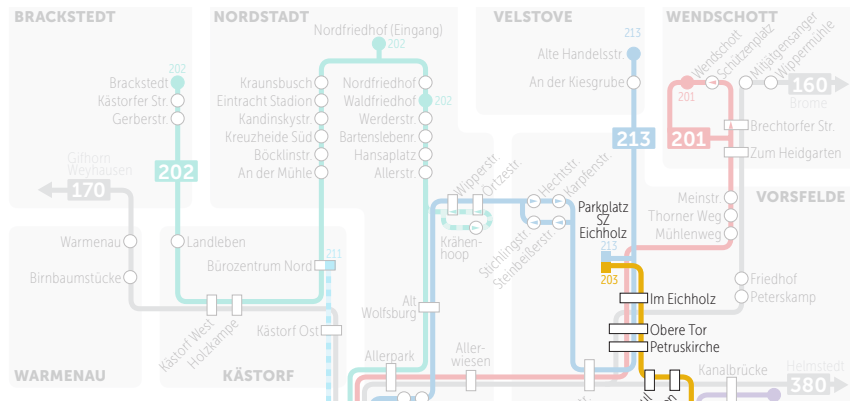 BRACKSTEDT
NORDSTADT
VELSTOVE
WENDSCHOTT
Nordfriedhof (Eingang)
202
202
213
Alte Handelsstr.
An der Kiesgrube
213
Wendschott
Schützenplatz
Mitjätgensanger
Wippermühle
201
201
160
Brome
Brechtorfer Str.
Zum Heidgarten
Brackstedt
Kästorfer Str.
Gerberstr.
202
Kraunsbusch
Eintracht Stadion
Kandinskystr.
Kreuzheide Süd
Böcklinstr.
An der Mühle
Nordfriedhof
Waldfriedhof
202
Werderstr.
Bartenslebenr.
Hansaplatz
Allerstr.
Gifhorn
Weyhausen
170
Wipperstr.
Ortzestr.
Hechtstr.
Karpfenstr.
Stichlingstr.
Steinbeißerstr.
Krähen-
hoop
Parkplatz
SZ
Eichholz
213
203
Meinstr.
Thorner Weg
Mühlenweg
VORSFELDE
Warmenau
Birnbaumstücke
Landleben
Bürozentrum Nord
211
Kästorf West
Holzkampe
Kästorf Ost
Alt
Wolfsburg
Allerpark
Aller-
wiesen
Friedhof
Peterskamp
Im Eichholz
Obere Tor
Petruskirche
Kanalbrücke
Helmstedt
380
WARMENAU
KÄSTORF